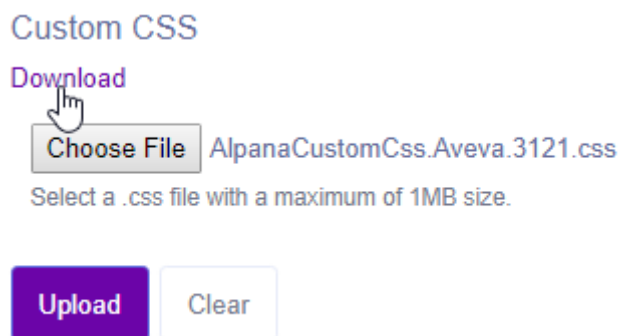 Custom CSS
Download
Choose File AlpanaCustomCss.Aveva.3121.css
Select a .css file with a maximum of 1MB size.
Upload Clear